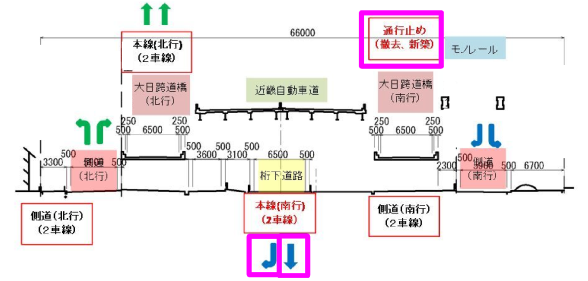 66000
本線(北行)
(2車線)
通行止め
(撤去、新築)
モノレール
大日跨道橋
(北行)
近畿自動車道
大日跨道橋
(南行)
250
250
500
6500
500
250
250
500
6500
500
3300
500
側道
(北行)
500
3600
3100
500
6500
500
桁下道路
2300
500
側道
(南行)
500
6700
側道(北行)
(2車線)
本線(南行)
(2車線)
側道(南行)
(2車線)